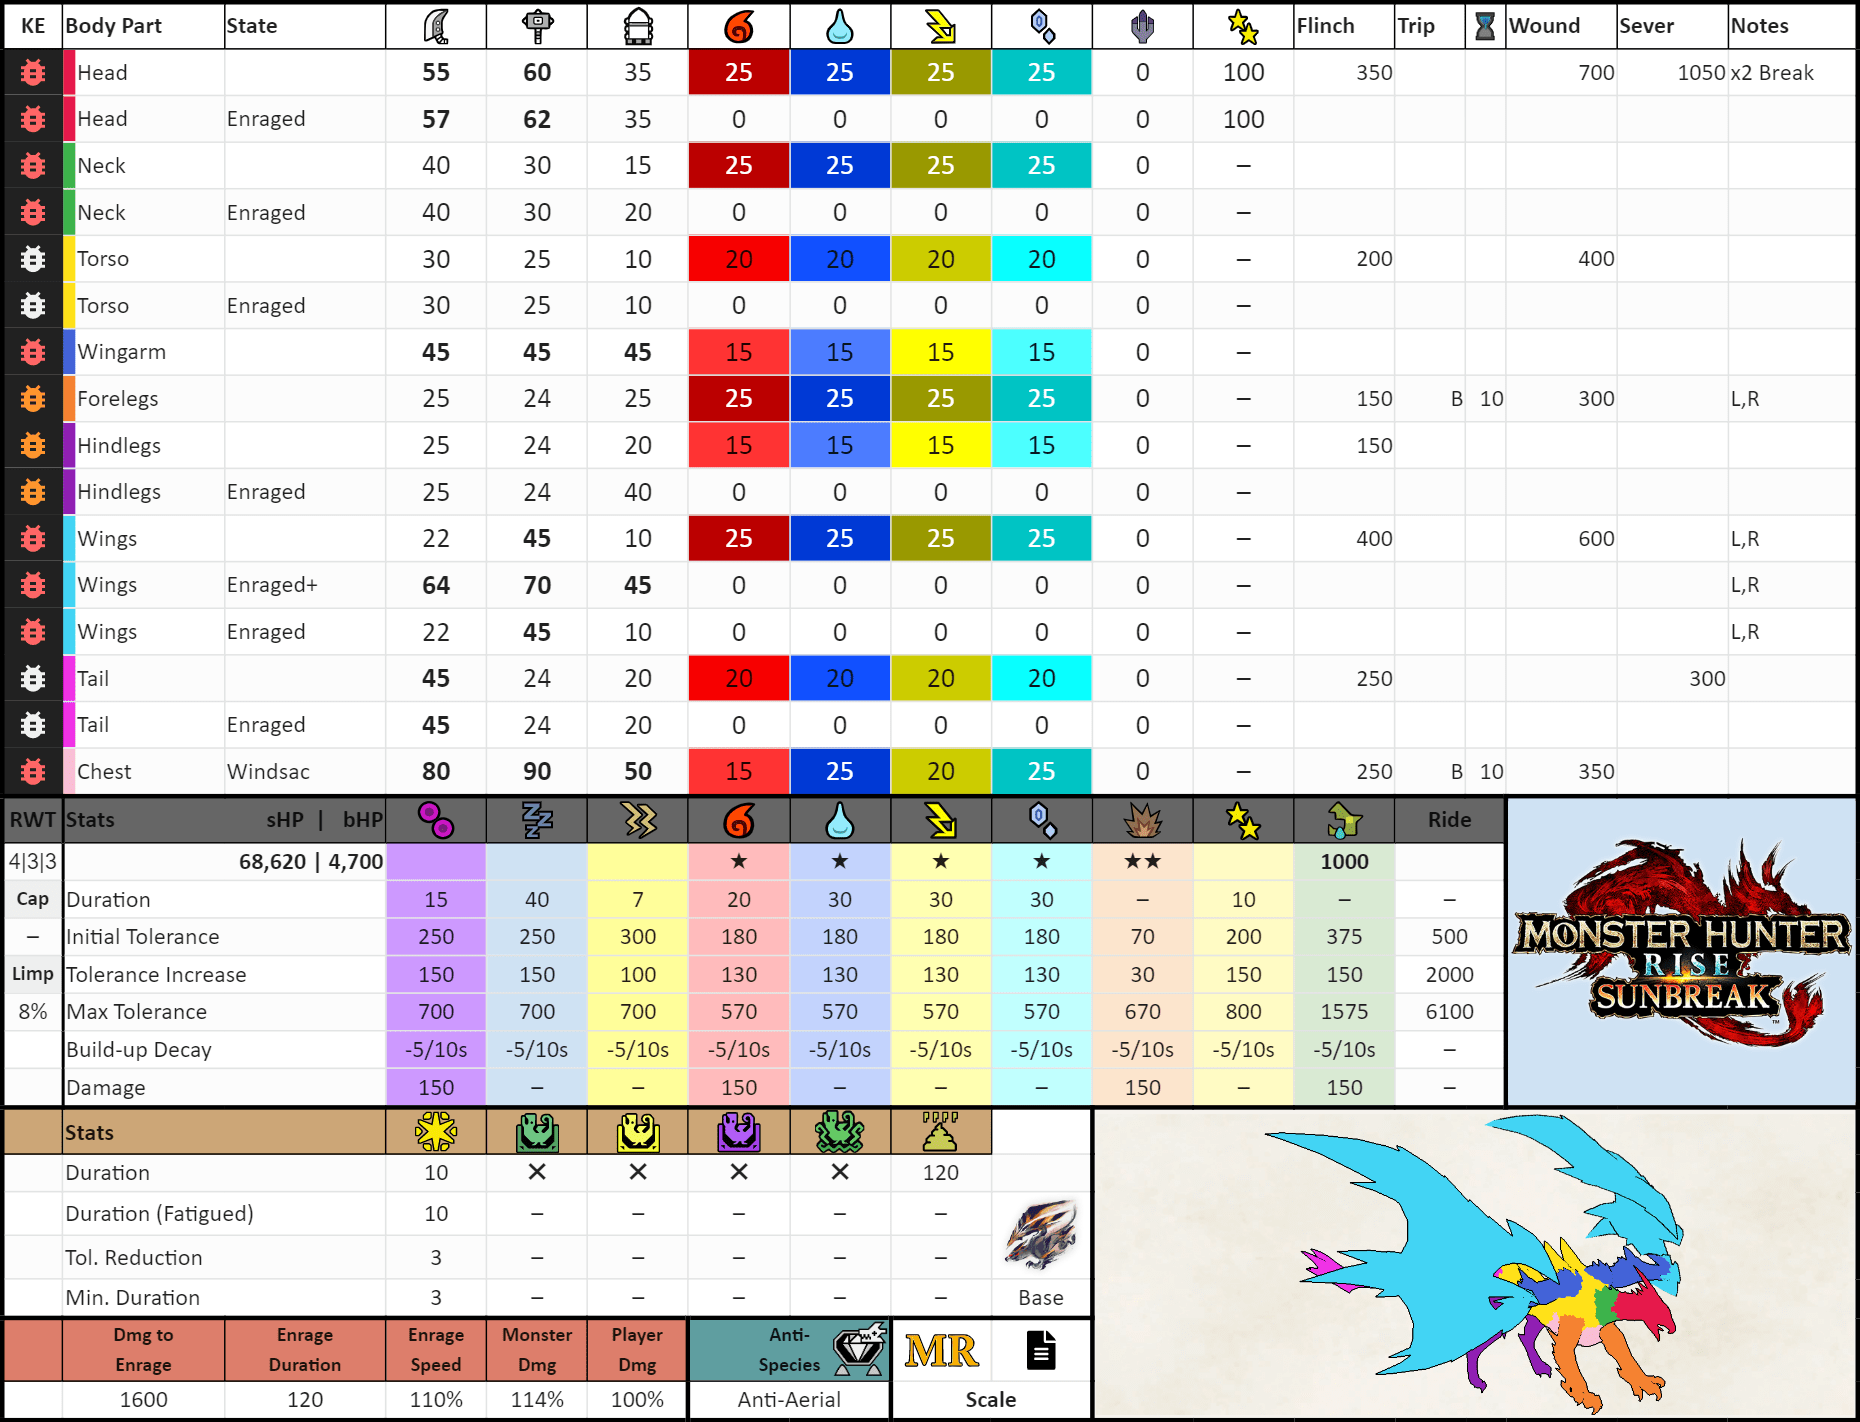 KE Body Part State Flinch Trip Wound Sever Notes
Head 55 60 35 25 25 25 25 0 100 350 700 1050 x2 Break
Head Enraged 57 62 35 0 0 0 0 0 100
Neck 40 30 15 25 25 25 25 0 –
Neck Enraged 40 30 20 0 0 0 0 0 –
Torso 30 25 10 20 20 20 20 0 – 200 400
Torso Enraged 30 25 10 0 0 0 0 0 –
Wingarm 45 45 45 15 15 15 15 0 –
Forelegs 25 24 25 25 25 25 25 0 – 150 B 10 300 L,R
Hindlegs 25 24 20 15 15 15 15 0 – 150
Hindlegs Enraged 25 24 40 0 0 0 0 0 –
Wings 22 45 10 25 25 25 25 0 – 400 600 L,R
Wings Enraged+ 64 70 45 0 0 0 0 0 – L,R
Wings Enraged 22 45 10 0 0 0 0 0 – L,R
Tail 45 24 20 20 20 20 20 0 – 250 300
Tail Enraged 45 24 20 0 0 0 0 0 –
Chest Windsac 80 90 50 15 25 20 25 0 – 250 B 10 350
RWT Stats sHP | bHP Ride
4|3|3 68,620 | 4,700 ★ ★ ★ ★ ★★ 1000
Cap Duration 15 40 7 20 30 30 30 – 10 – –
– Initial Tolerance 250 250 300 180 180 180 180 70 200 375 500
Limp Tolerance Increase 150 150 100 130 130 130 130 30 150 150 2000
8% Max Tolerance 700 700 700 570 570 570 570 670 800 1575 6100
Build-up Decay -5/10s -5/10s -5/10s -5/10s -5/10s -5/10s -5/10s -5/10s -5/10s -5/10s –
Damage 150 – – 150 – – – 150 – 150 –
MONSTER HUNTER
RISE
SUNBREAK
™
Stats
Duration 10 ✕ ✕ ✕ ✕ 120
Duration (Fatigued) 10 – – – – –
Tol. Reduction 3 – – – – –
Min. Duration 3 – – – – – Base
Dmg to Enrage Enrage Monster Player Anti- MR
Enrage Duration Speed Dmg Dmg Species
1600 120 110% 114% 100% Anti-Aerial Scale